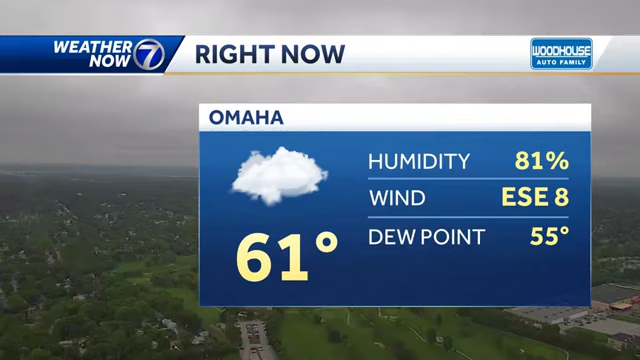 WEATHER
NOW 7
RIGHT NOW
WOODHOUSE
AUTO FAMILY
OMAHA
HUMIDITY 81%
WIND ESE 8
61°
DEW POINT 55°